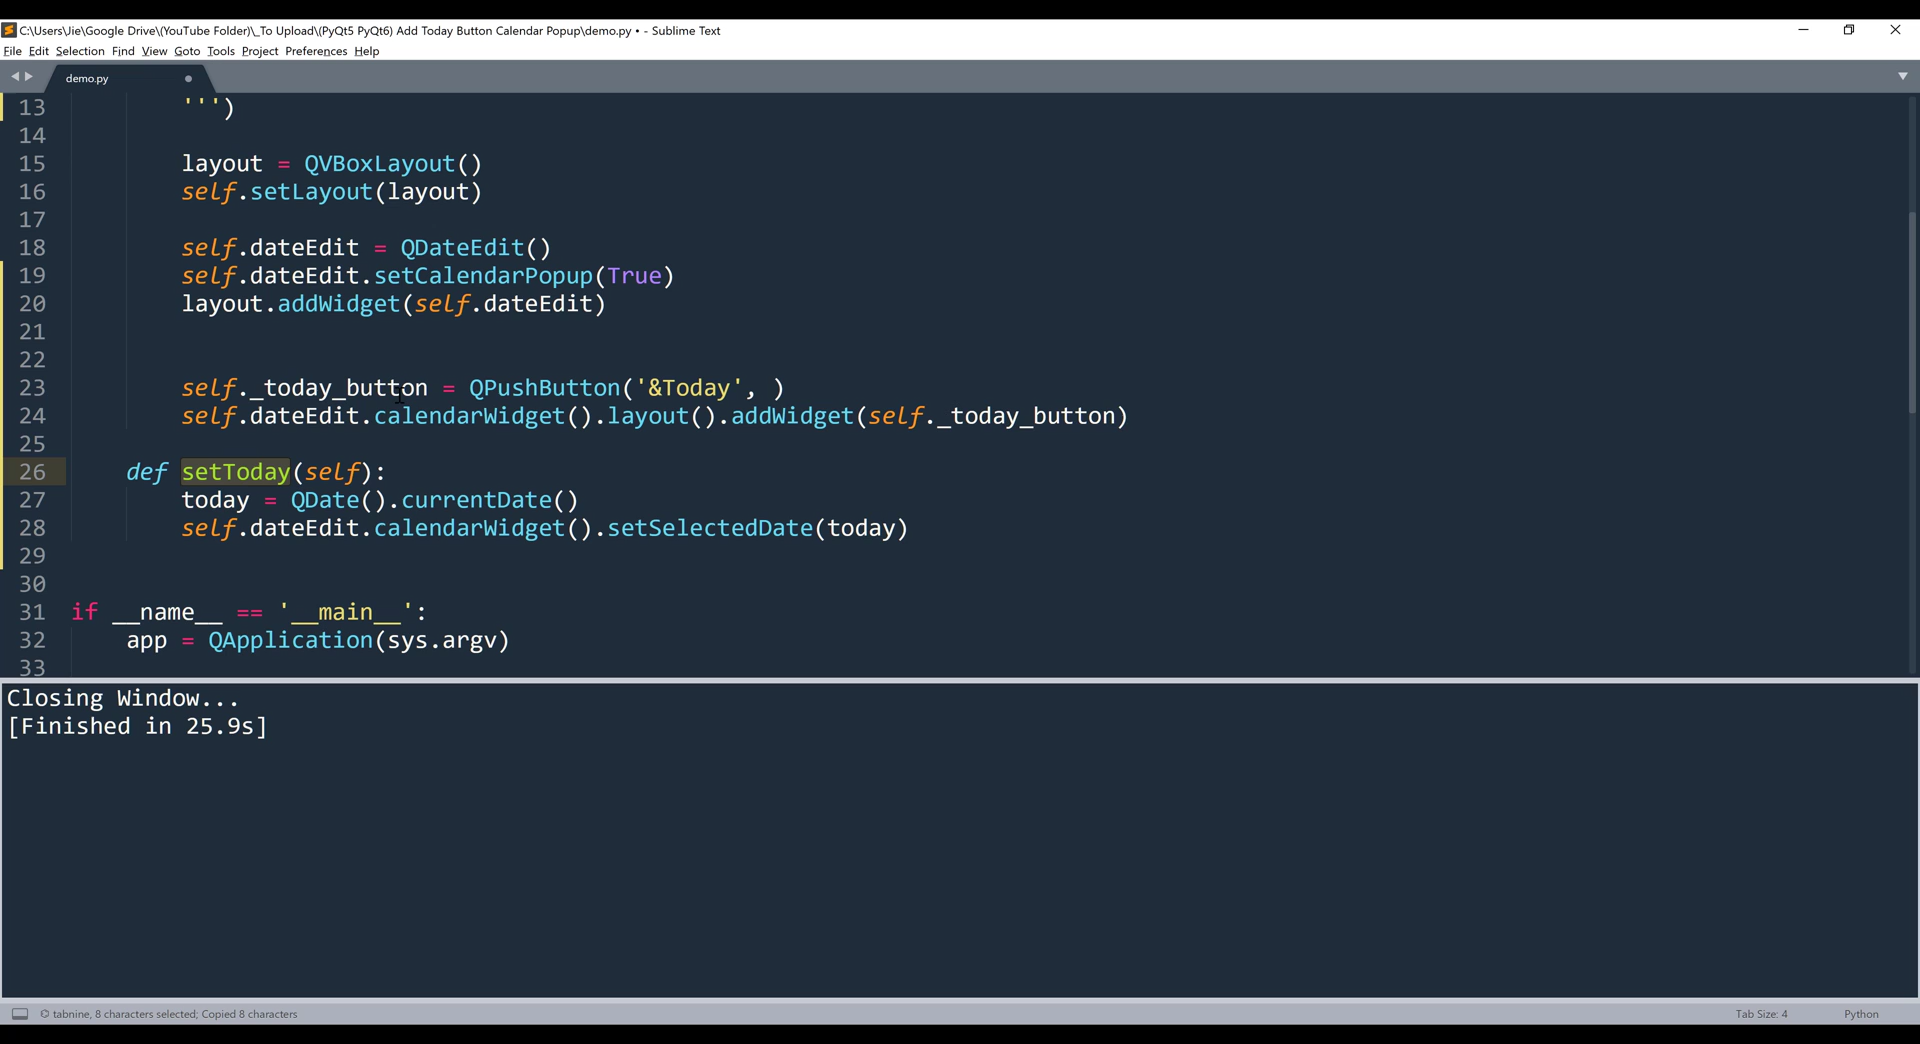 C:\Users\Jie\Google Drive\(YouTube Folder)\_To Upload\(PyQt5 PyQt6) Add Today Button Calendar Popup\demo.py • - Sublime Text
File Edit Selection Find View Goto Tools Project Preferences Help
demo.py
13 ''')
14
15 layout = QVBoxLayout()
16 self.setLayout(layout)
17
18 self.dateEdit = QDateEdit()
19 self.dateEdit.setCalendarPopup(True)
20 layout.addWidget(self.dateEdit)
21
22
23 self._today_button = QPushButton('&Today', )
24 self.dateEdit.calendarWidget().layout().addWidget(self._today_button)
25
26 def setToday(self):
27 today = QDate().currentDate()
28 self.dateEdit.calendarWidget().setSelectedDate(today)
29
30
31 if __name__ == '__main__':
32 app = QApplication(sys.argv)
33
Closing Window...
[Finished in 25.9s]
tabnine, 8 characters selected; Copied 8 characters Tab Size: 4 Python